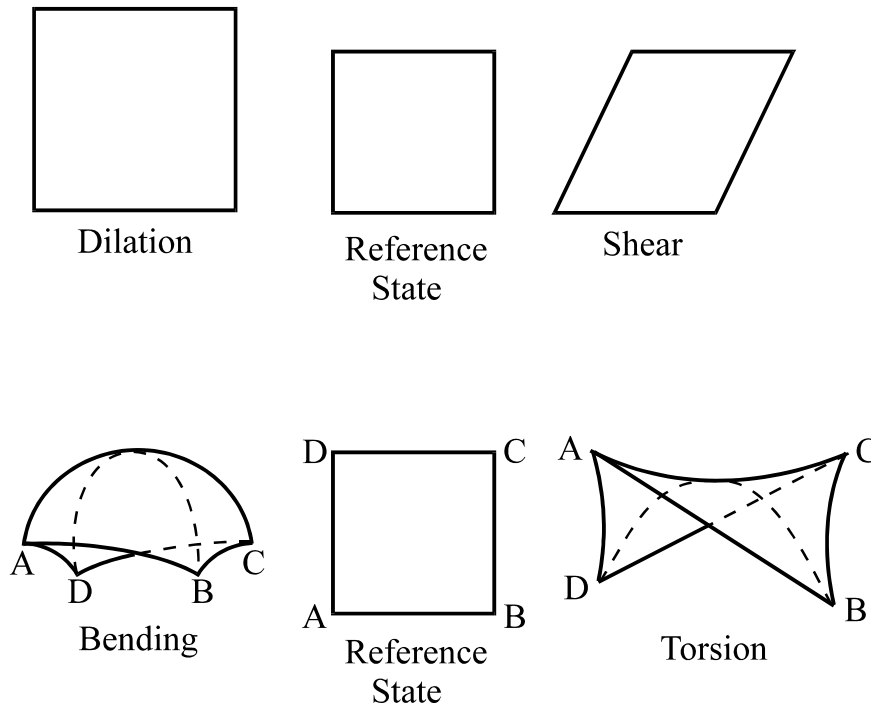 Dilation
Reference
State
Shear
A
D
B
C
Bending
D
C
A
B
Reference
State
A
C
D
B
Torsion